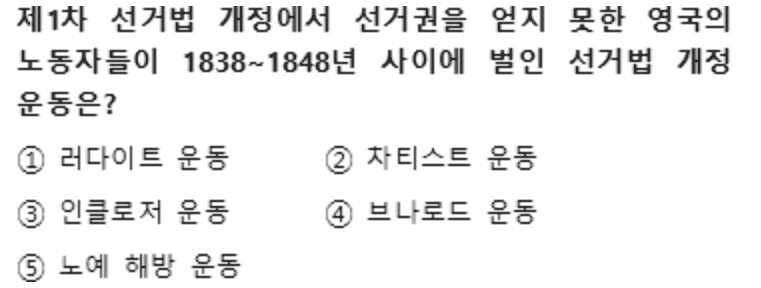 제1차 선거법 개정에서 선거권을 얻지 못한 영국의
노동자들이 1838~1848년 사이에 벌인 선거법 개정
운동은?
① 러다이트 운동 ② 차티스트 운동
③ 인클로저 운동 ④ 브나로드 운동
⑤ 노예 해방 운동